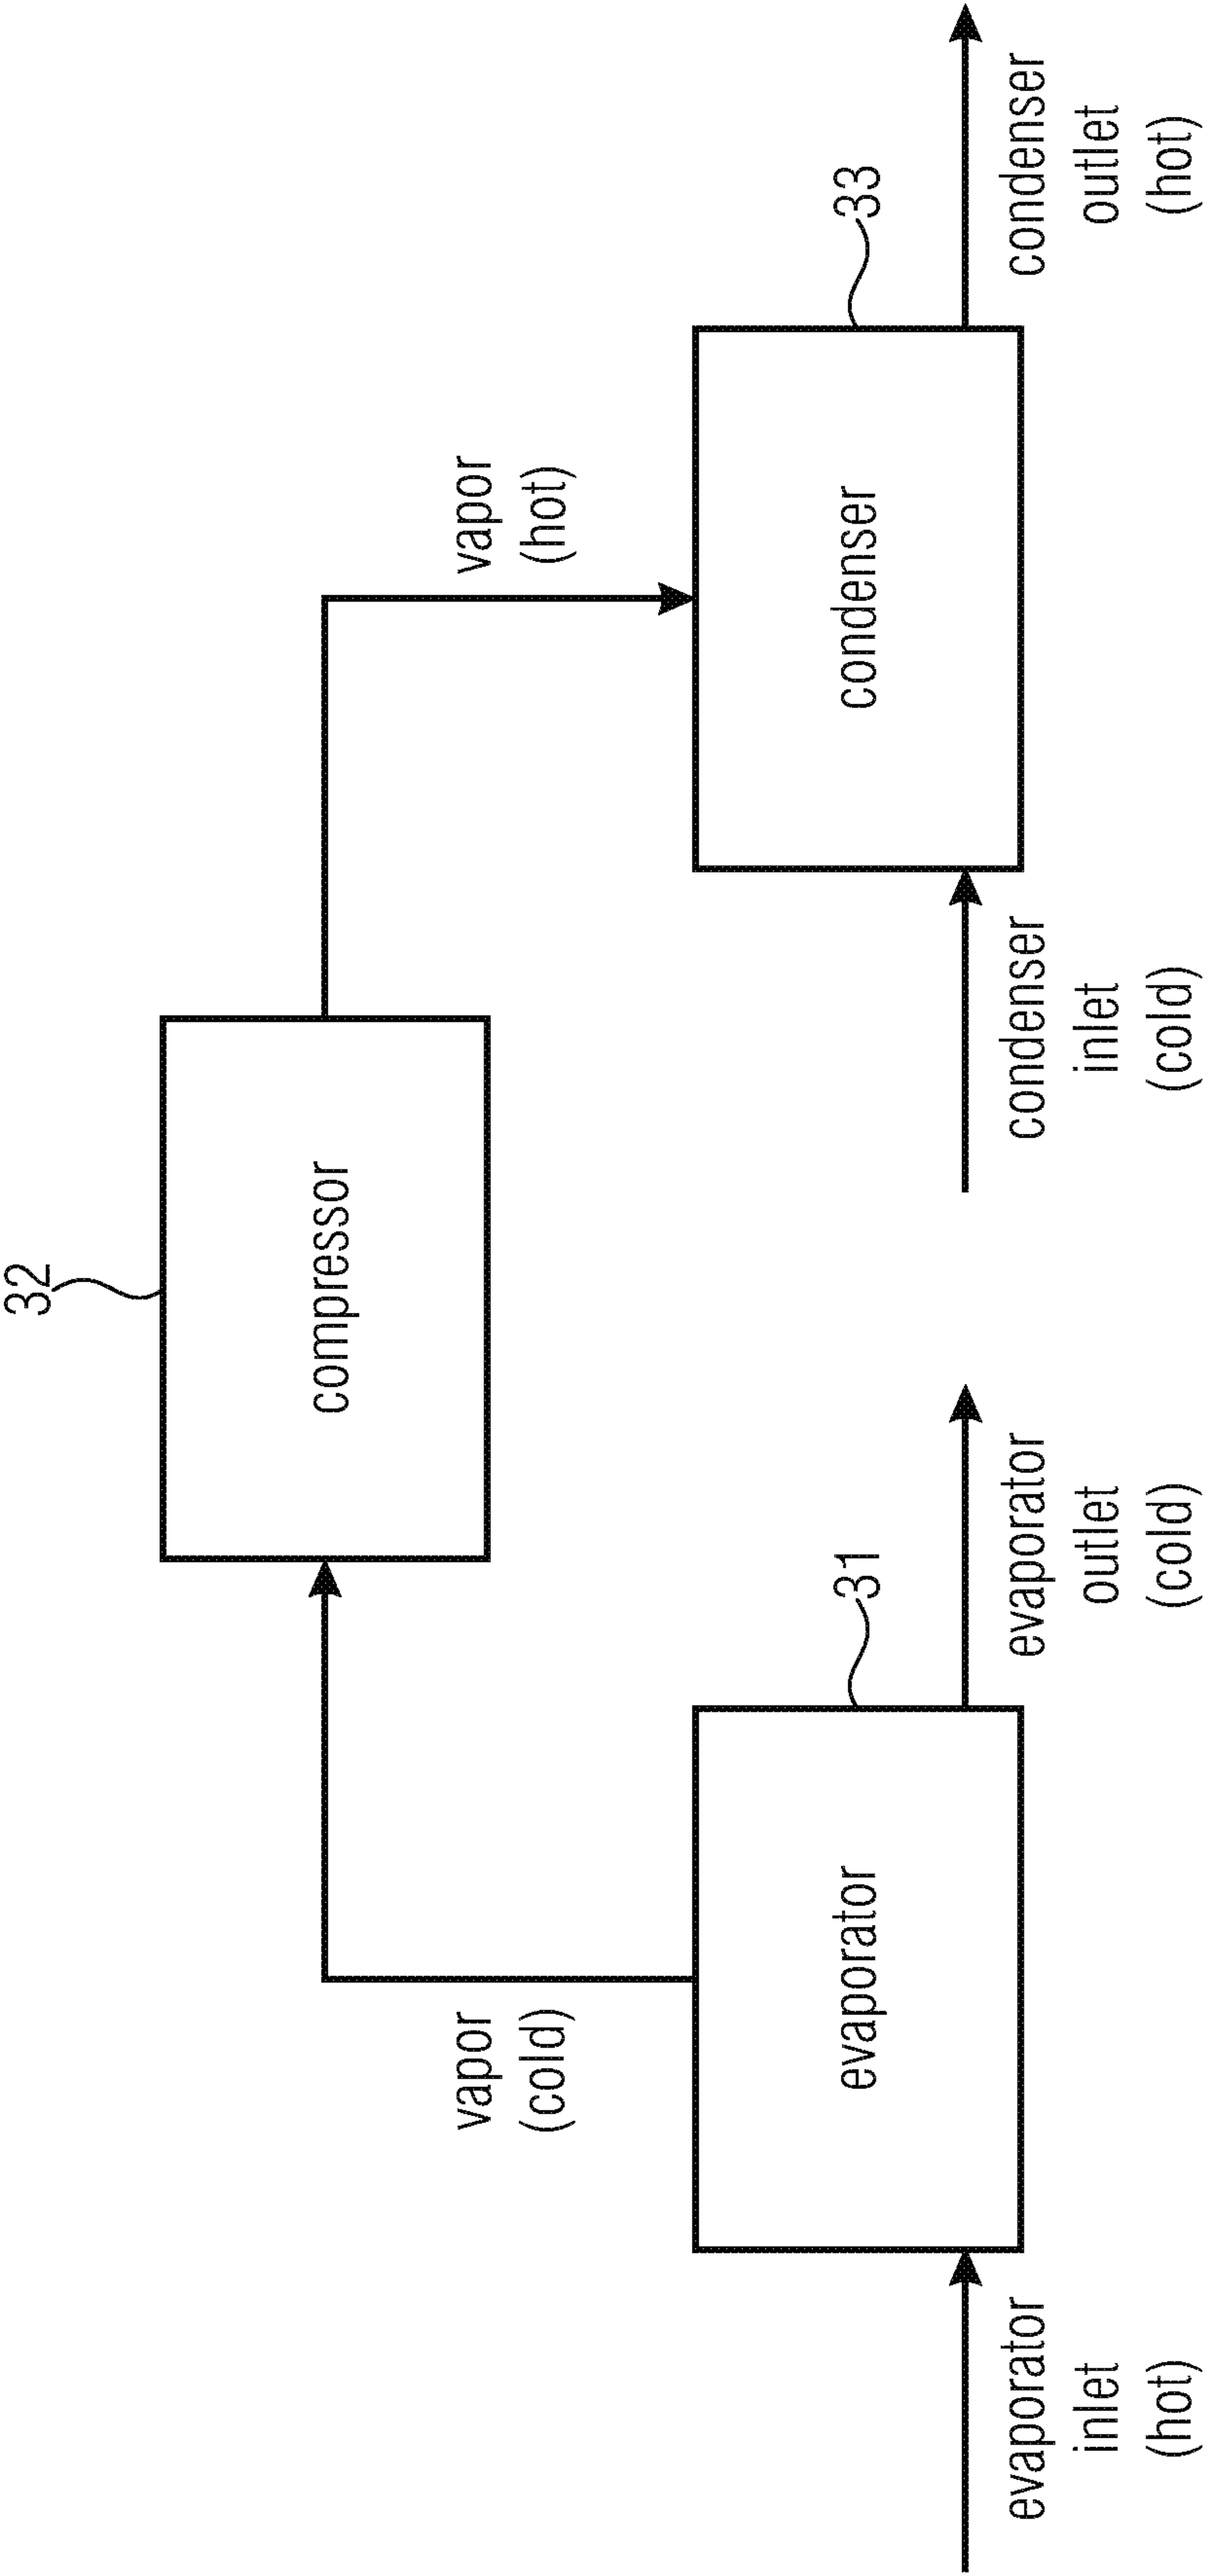 32
compressor
vapor
(cold)
vapor
(hot)
31
33
evaporator
condenser
evaporator
inlet
(hot)
evaporator
outlet
(cold)
condenser
inlet
(cold)
condenser
outlet
(hot)